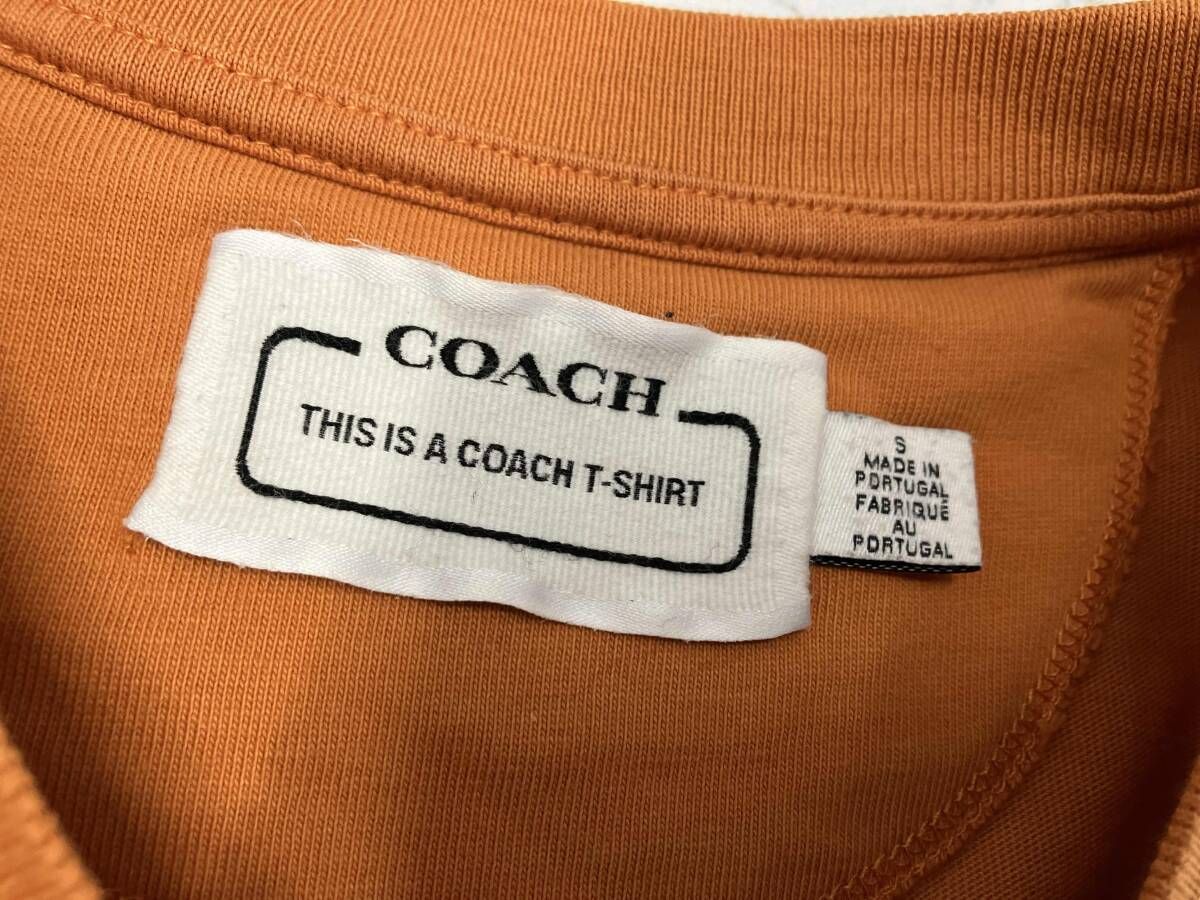 COACH
THIS IS A COACH T-SHIRT
S
MADE IN
PORTUGAL
FABRIQUÉ
AU
PORTUGAL